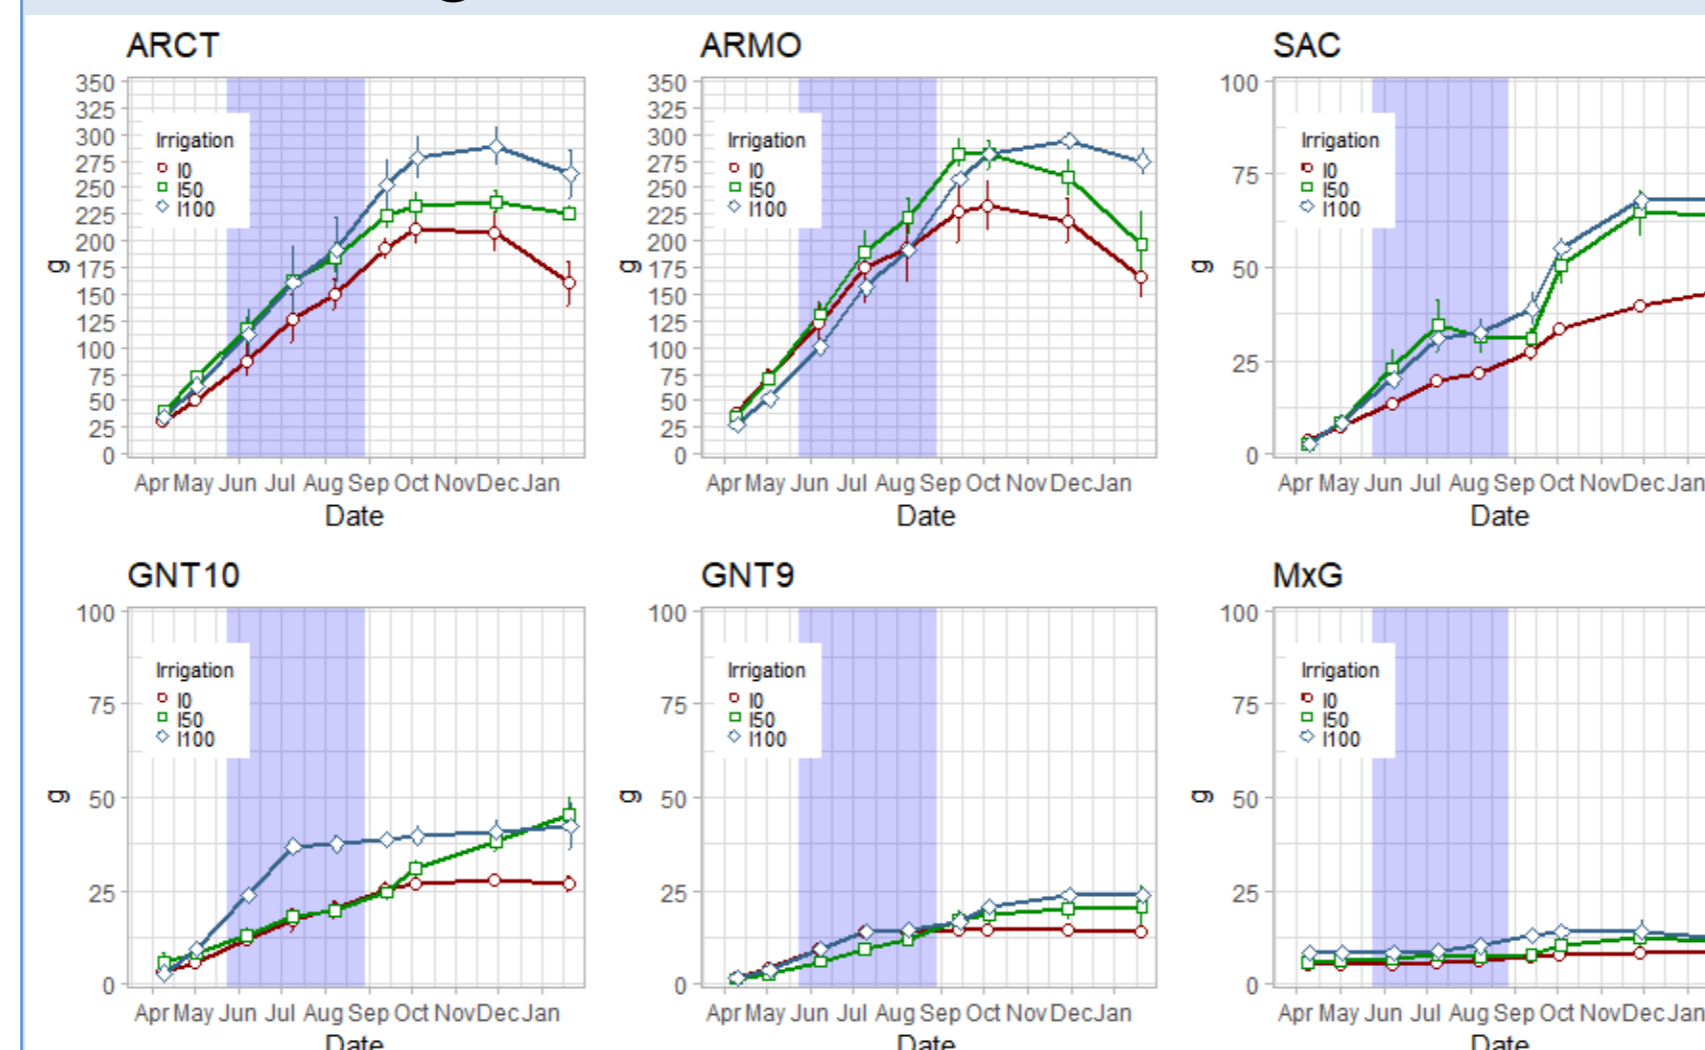 ARCT
350
325
300
275
250
225
200
175
150
125
100
75
50
25
0
g
Irrigation
I0
I50
I100
Apr May Jun Jul Aug Sep Oct Nov Dec Jan
Date
ARMO
350
325
300
275
250
225
200
175
150
125
100
75
50
25
0
g
Irrigation
I0
I50
I100
Apr May Jun Jul Aug Sep Oct Nov Dec Jan
Date
SAC
100
75
50
25
0
g
Irrigation
I0
I50
I100
Apr May Jun Jul Aug Sep Oct Nov Dec Jan
Date
GNT10
100
75
50
25
0
g
Irrigation
I0
I50
I100
Apr May Jun Jul Aug Sep Oct Nov Dec Jan
Date
GNT9
100
75
50
25
0
g
Irrigation
I0
I50
I100
Apr May Jun Jul Aug Sep Oct Nov Dec Jan
Date
MxG
100
75
50
25
0
g
Irrigation
I0
I50
I100
Apr May Jun Jul Aug Sep Oct Nov Dec Jan
Date